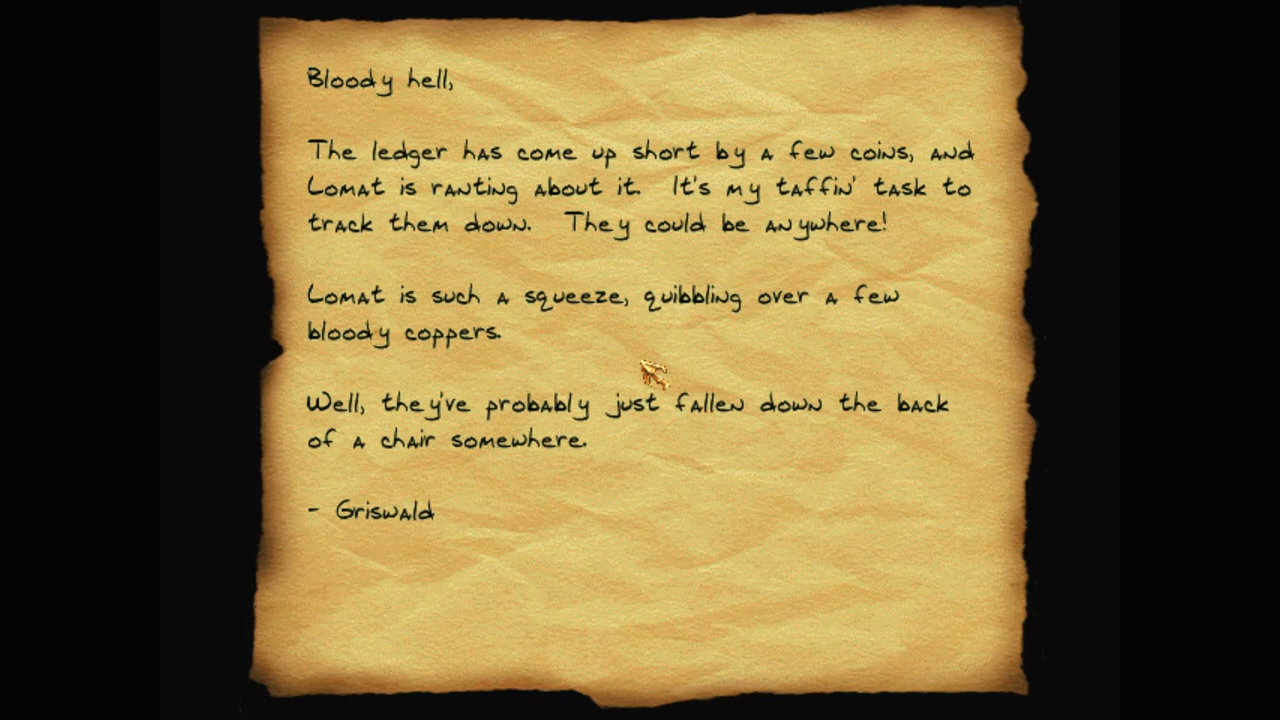 Bloody hell,
The ledger has come up short by a few coins, and
Lomat is ranting about it.  It's my taffin' task to
track them down.  They could be anywhere!
Lomat is such a squeeze, quibbling over a few
bloody coppers.
Well, they've probably just fallen down the back
of a chair somewhere.
- Griswald